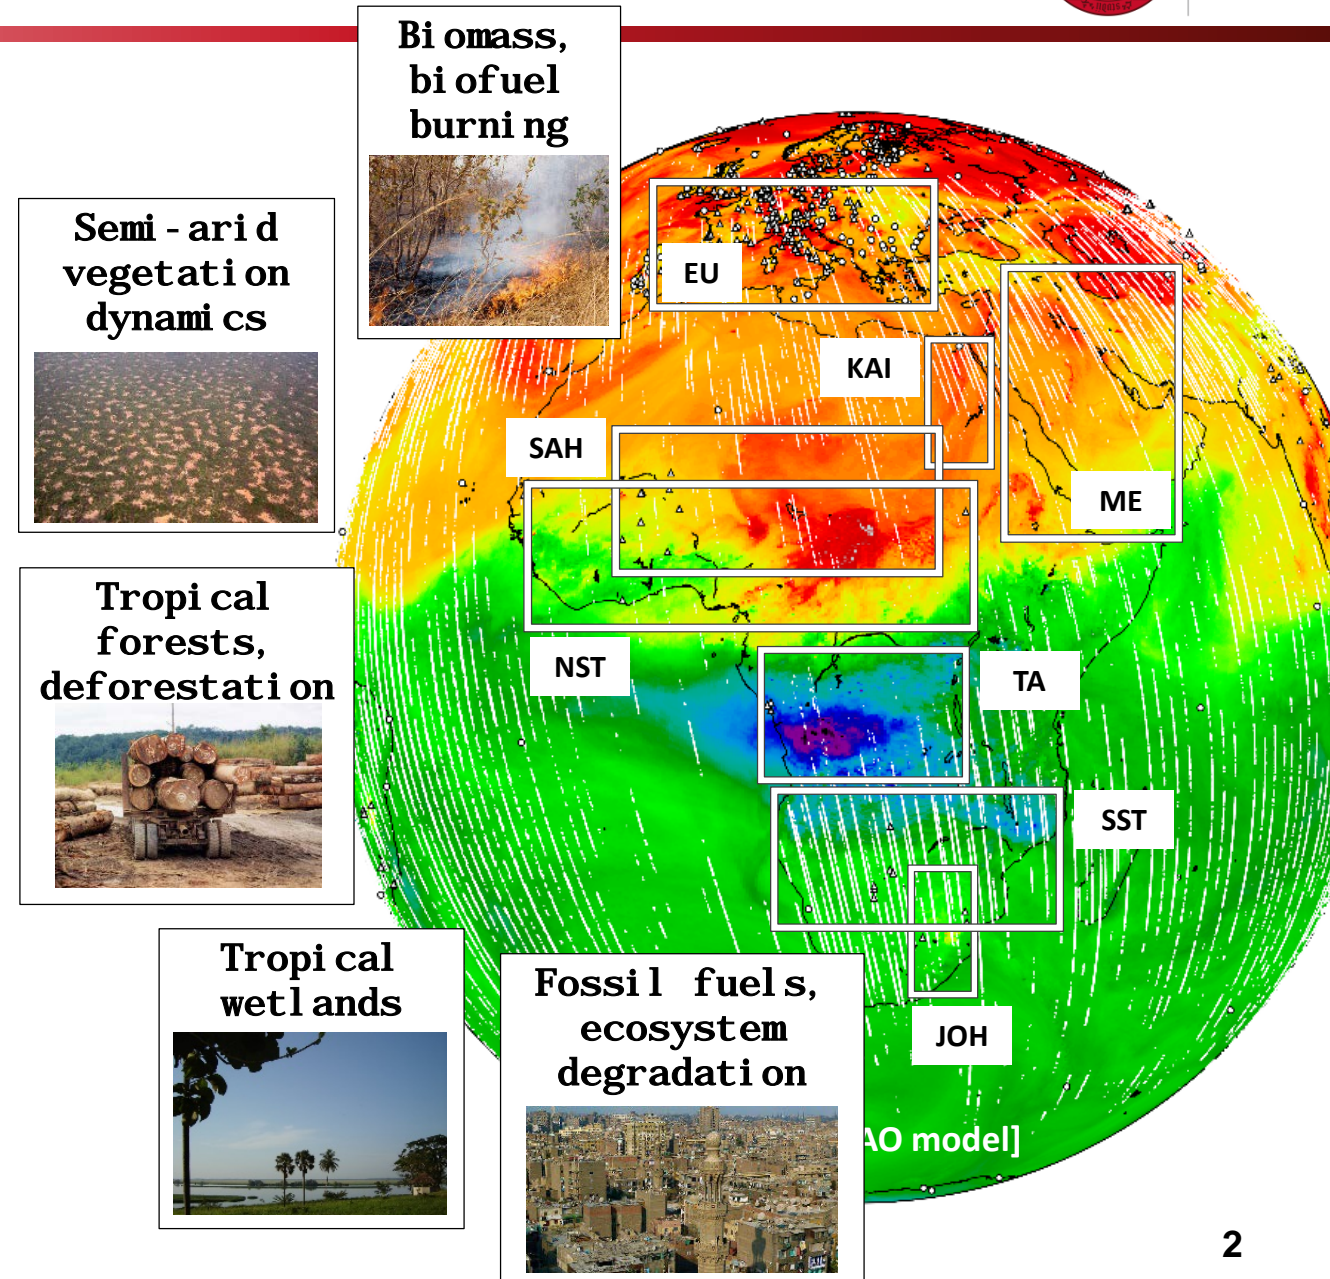 Biomass,
biofuel
burning
Semi-arid
vegetation
dynamics
EU
KAI
SAH
ME
Tropical
forests,
deforestation
NST
TA
SST
Tropical
wetlands
Fossil fuels,
ecosystem
degradation
JOH
AO model]
2